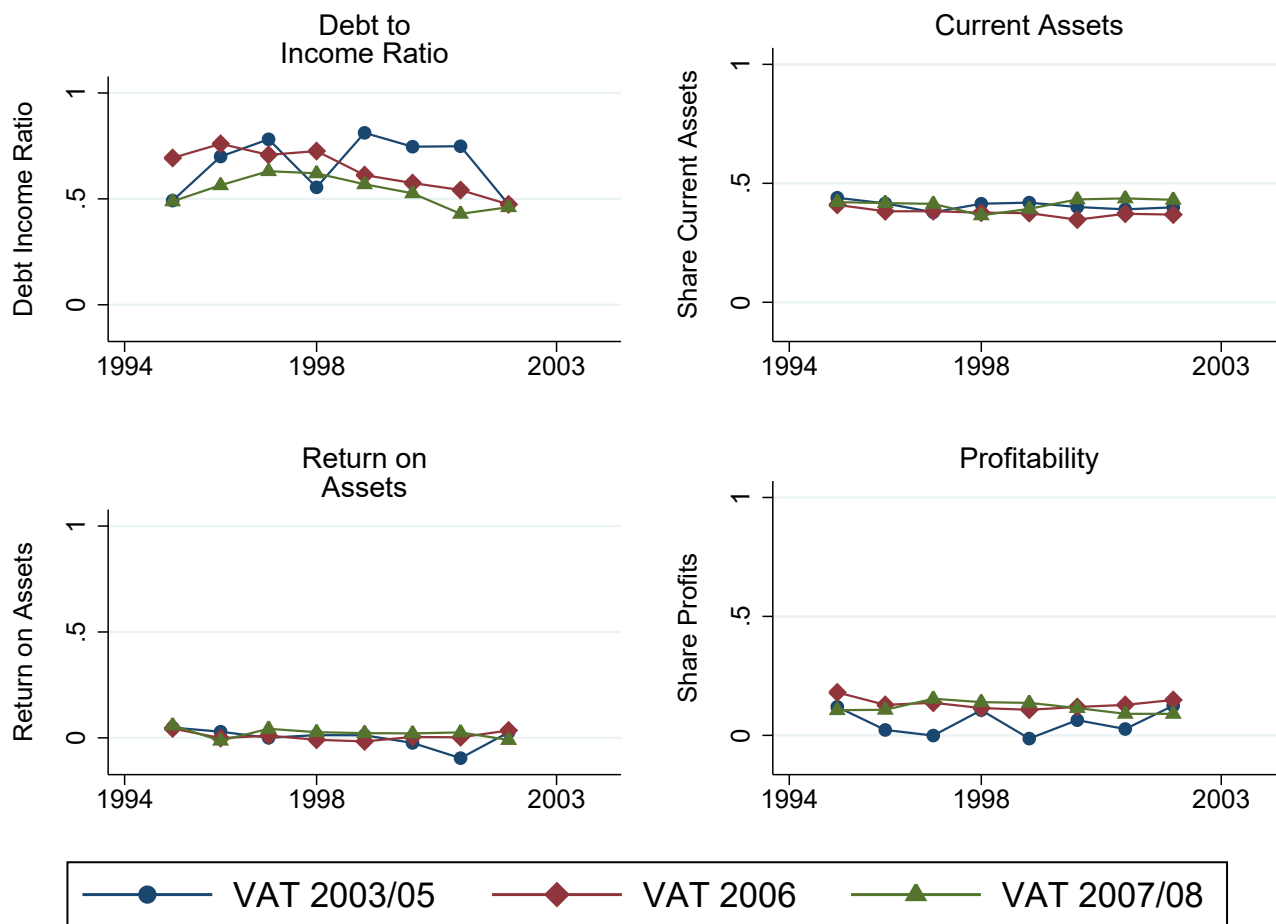 Debt to
Income Ratio
Debt Income Ratio
1
.5
0
1994
1998
2003
Current Assets
Share Current Assets
1
.5
0
1994
1998
2003
Return on
Assets
Return on Assets
1
.5
0
1994
1998
2003
Profitability
Share Profits
1
.5
0
1994
1998
2003
VAT 2003/05
VAT 2006
VAT 2007/08